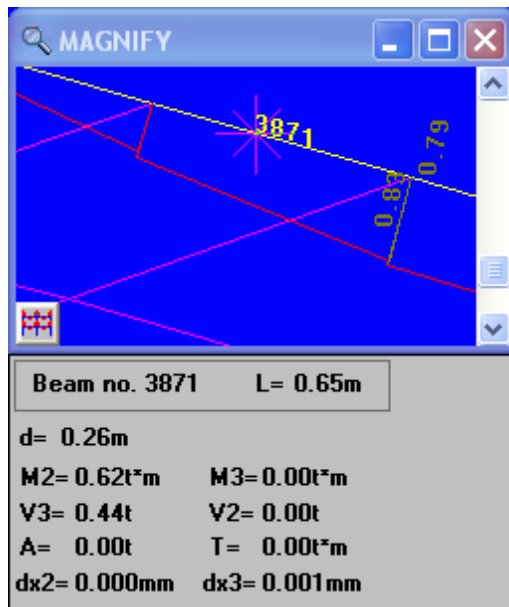 MAGNIFY
3871
0.79
0.83
Beam no. 3871 L= 0.65m
d= 0.26m
M2= 0.62t*m M3= 0.00t*m
V3= 0.44t V2= 0.00t
A= 0.00t T= 0.00t*m
dx2= 0.000mm dx3= 0.001mm